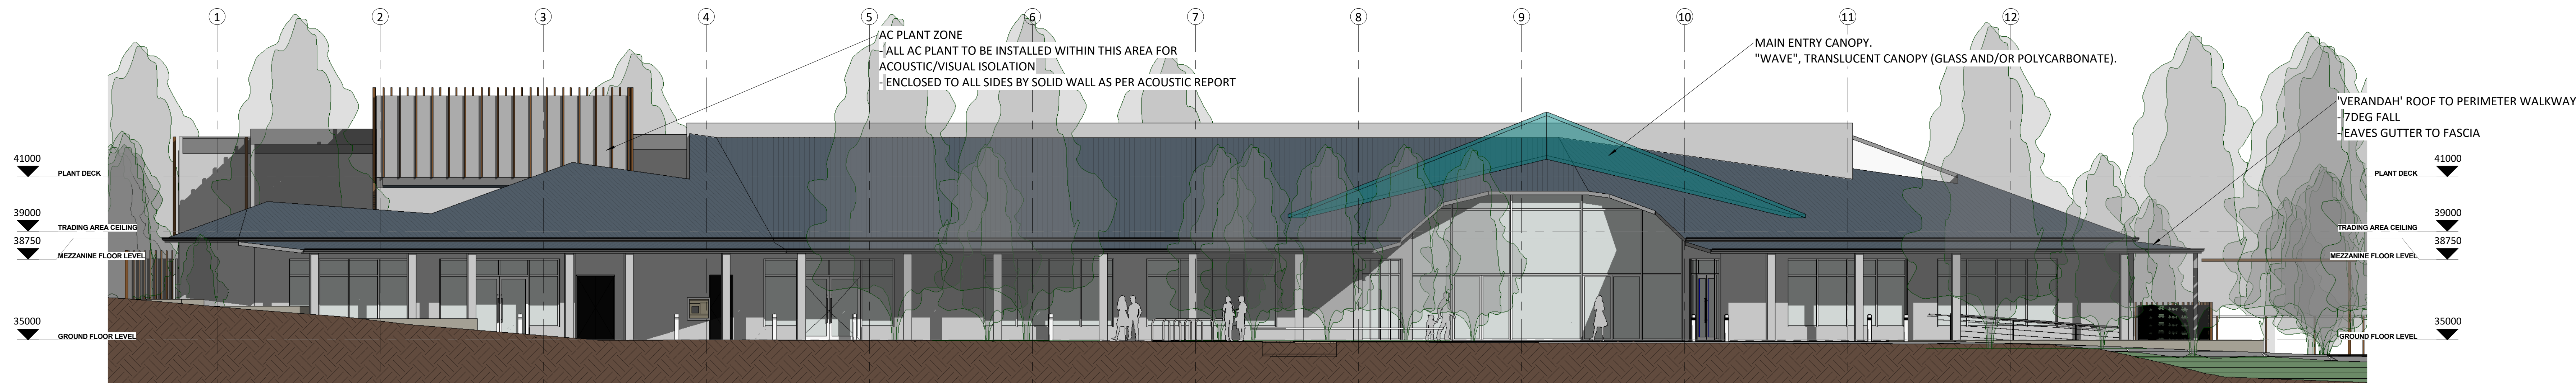 1 2 3 4 5 6 7 8 9 10 11 12
AC PLANT ZONE
- ALL AC PLANT TO BE INSTALLED WITHIN THIS AREA FOR
ACOUSTIC/VISUAL ISOLATION
- ENCLOSED TO ALL SIDES BY SOLID WALL AS PER ACOUSTIC REPORT
MAIN ENTRY CANOPY.
"WAVE", TRANSLUCENT CANOPY (GLASS AND/OR POLYCARBONATE).
'VERANDAH' ROOF TO PERIMETER WALKWAY
- 7DEG FALL
- EAVES GUTTER TO FASCIA
41000
PLANT DECK
39000
TRADING AREA CEILING
38750
MEZZANINE FLOOR LEVEL
35000
GROUND FLOOR LEVEL
41000
PLANT DECK
39000
TRADING AREA CEILING
38750
MEZZANINE FLOOR LEVEL
35000
GROUND FLOOR LEVEL